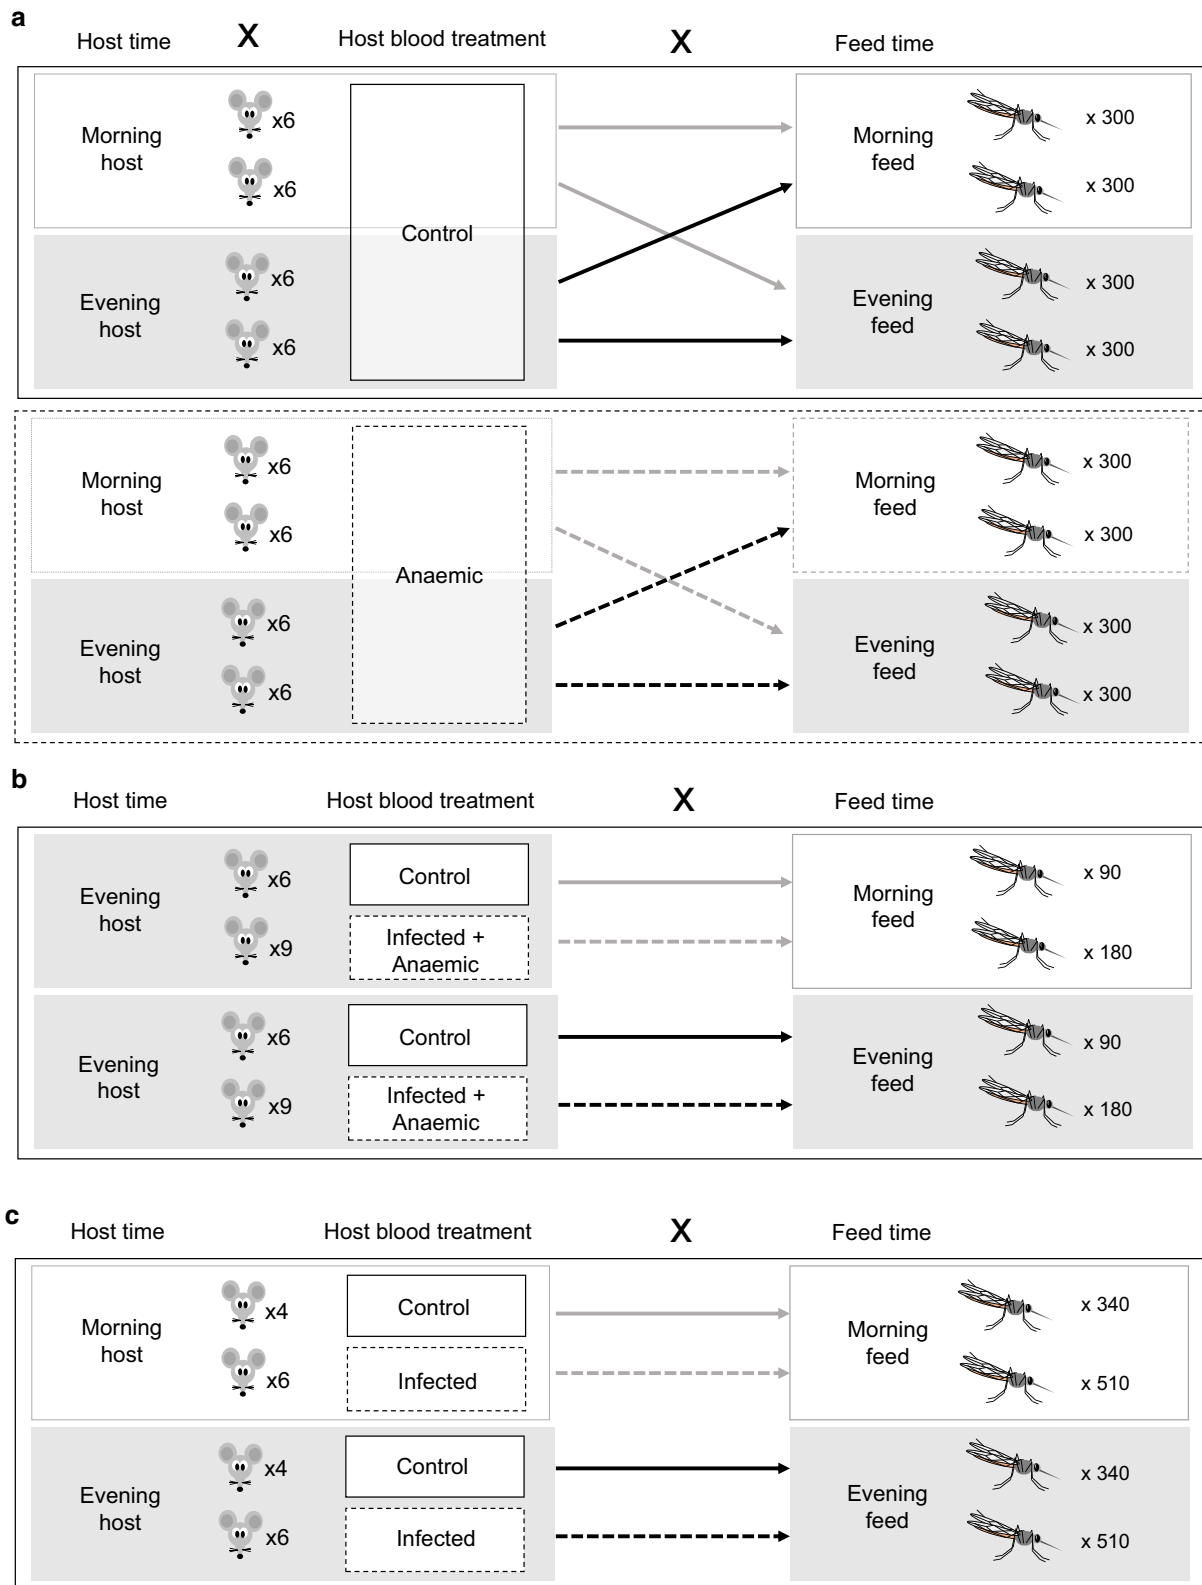 a
Host time X Host blood treatment X Feed time
Morning
host
x6
x6
Control
Morning
feed
x 300
x 300
Evening
host
x6
x6
Evening
feed
x 300
x 300
Morning
host
x6
x6
Anaemic
Morning
feed
x 300
x 300
Evening
host
x6
x6
Evening
feed
x 300
x 300
b
Host time Host blood treatment X Feed time
Evening
host
x6
x9
Control
Infected +
Anaemic
Morning
feed
x 90
x 180
Evening
host
x6
x9
Control
Infected +
Anaemic
Evening
feed
x 90
x 180
c
Host time Host blood treatment X Feed time
Morning
host
x4
x6
Control
Infected
Morning
feed
x 340
x 510
Evening
host
x4
x6
Control
Infected
Evening
feed
x 340
x 510